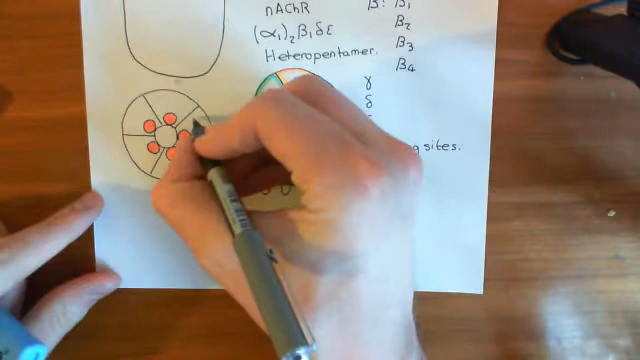 nAChR
(α₁)₂β₁δε
Heteropentamer.
β: β₁
β₂
β₃
β₄
γ
δ
sites.